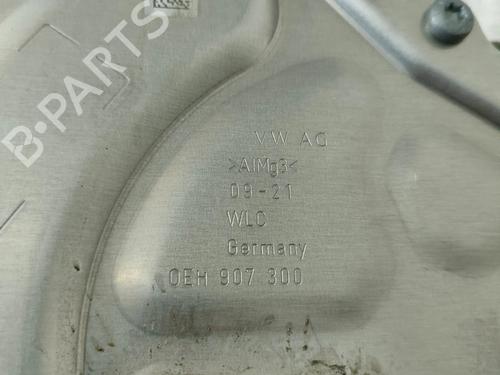 B-PARTS
VW AG
>AlMg3<
09-21
WLC
Germany
0EH 907 300